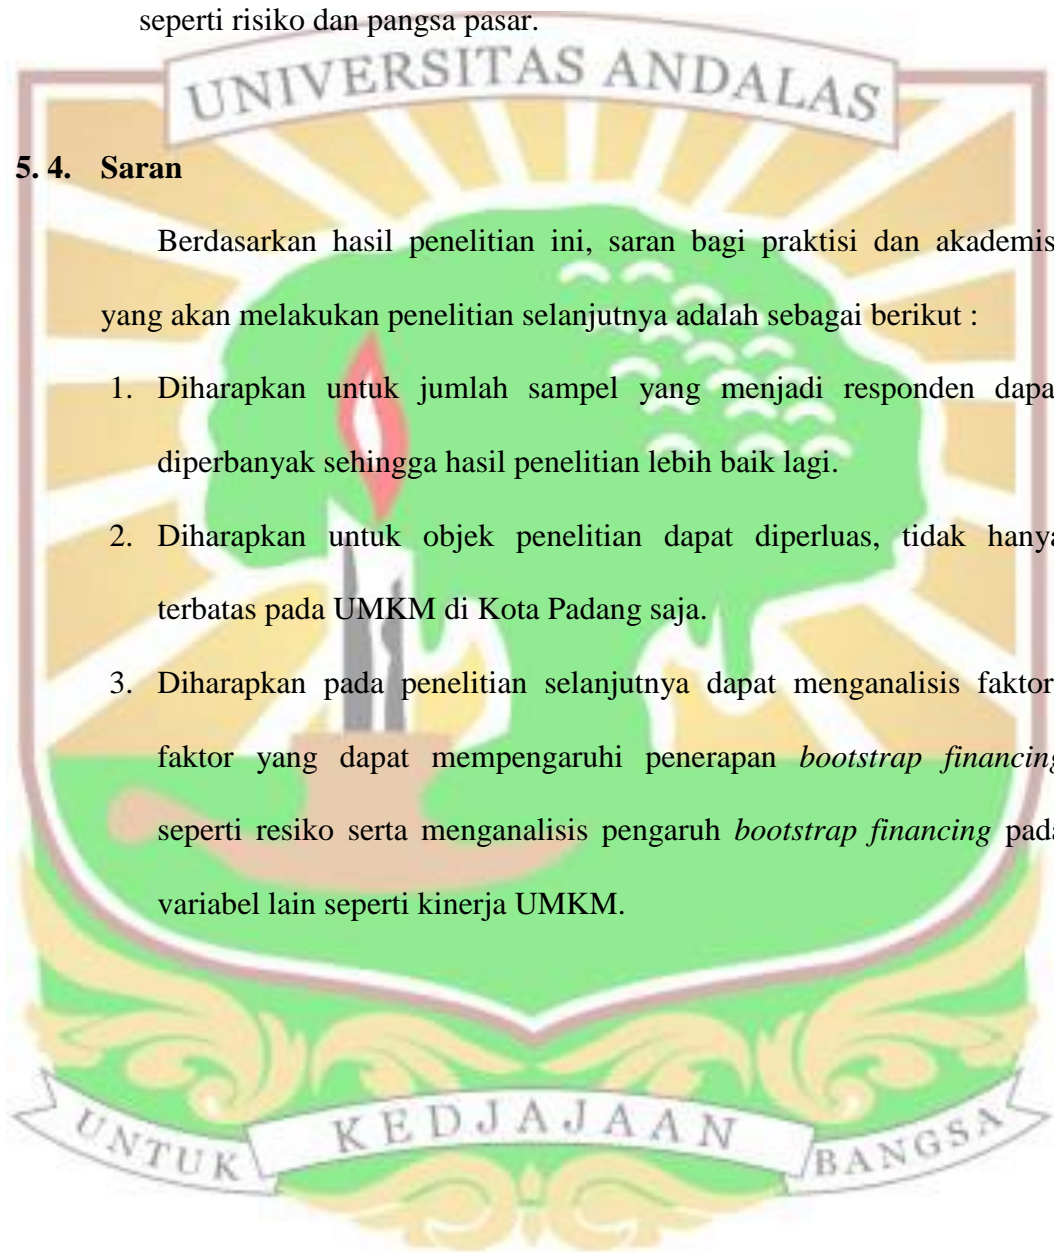 seperti risiko dan pangsa pasar.
UNIVERSITAS ANDALAS
5. 4. Saran
Berdasarkan hasil penelitian ini, saran bagi praktisi dan akademis
yang akan melakukan penelitian selanjutnya adalah sebagai berikut :
1. Diharapkan untuk jumlah sampel yang menjadi responden dapa
diperbanyak sehingga hasil penelitian lebih baik lagi.
2. Diharapkan untuk objek penelitian dapat diperluas, tidak hanya
terbatas pada UMKM di Kota Padang saja.
3. Diharapkan pada penelitian selanjutnya dapat menganalisis faktor
faktor yang dapat mempengaruhi penerapan bootstrap financing
seperti resiko serta menganalisis pengaruh bootstrap financing pada
variabel lain seperti kinerja UMKM.
UNTUK KEDJAJAAN BANGSA